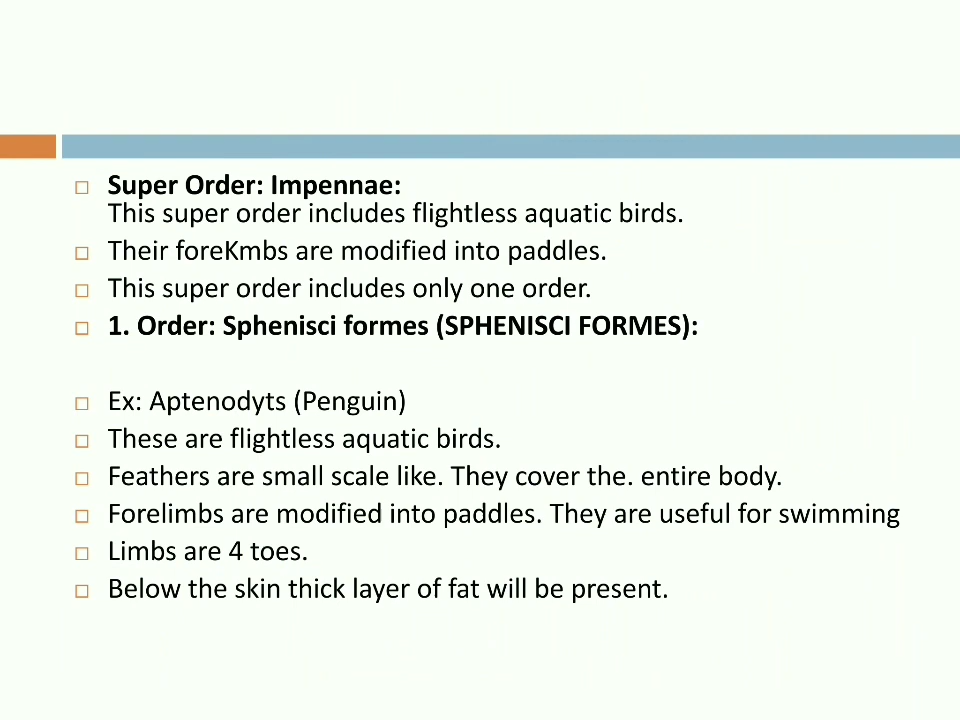 Super Order: Impennae:
This super order includes flightless aquatic birds.
Their foreKmbs are modified into paddles.
This super order includes only one order.
1. Order: Sphenisci formes (SPHENISCI FORMES):
Ex: Aptenodyts (Penguin)
These are flightless aquatic birds.
Feathers are small scale like. They cover the. entire body.
Forelimbs are modified into paddles. They are useful for swimming
Limbs are 4 toes.
Below the skin thick layer of fat will be present.